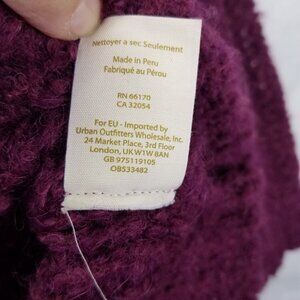 Nettoyer a sec Seulement
Made in Peru
Fabriqué au Pérou
RN 66170
CA 32054
For EU - Imported by
Urban Outfitters Wholesale, Inc.
24 Market Place, 3rd Floor
London, UK W1W 8AN
GB 975119105
OB533482